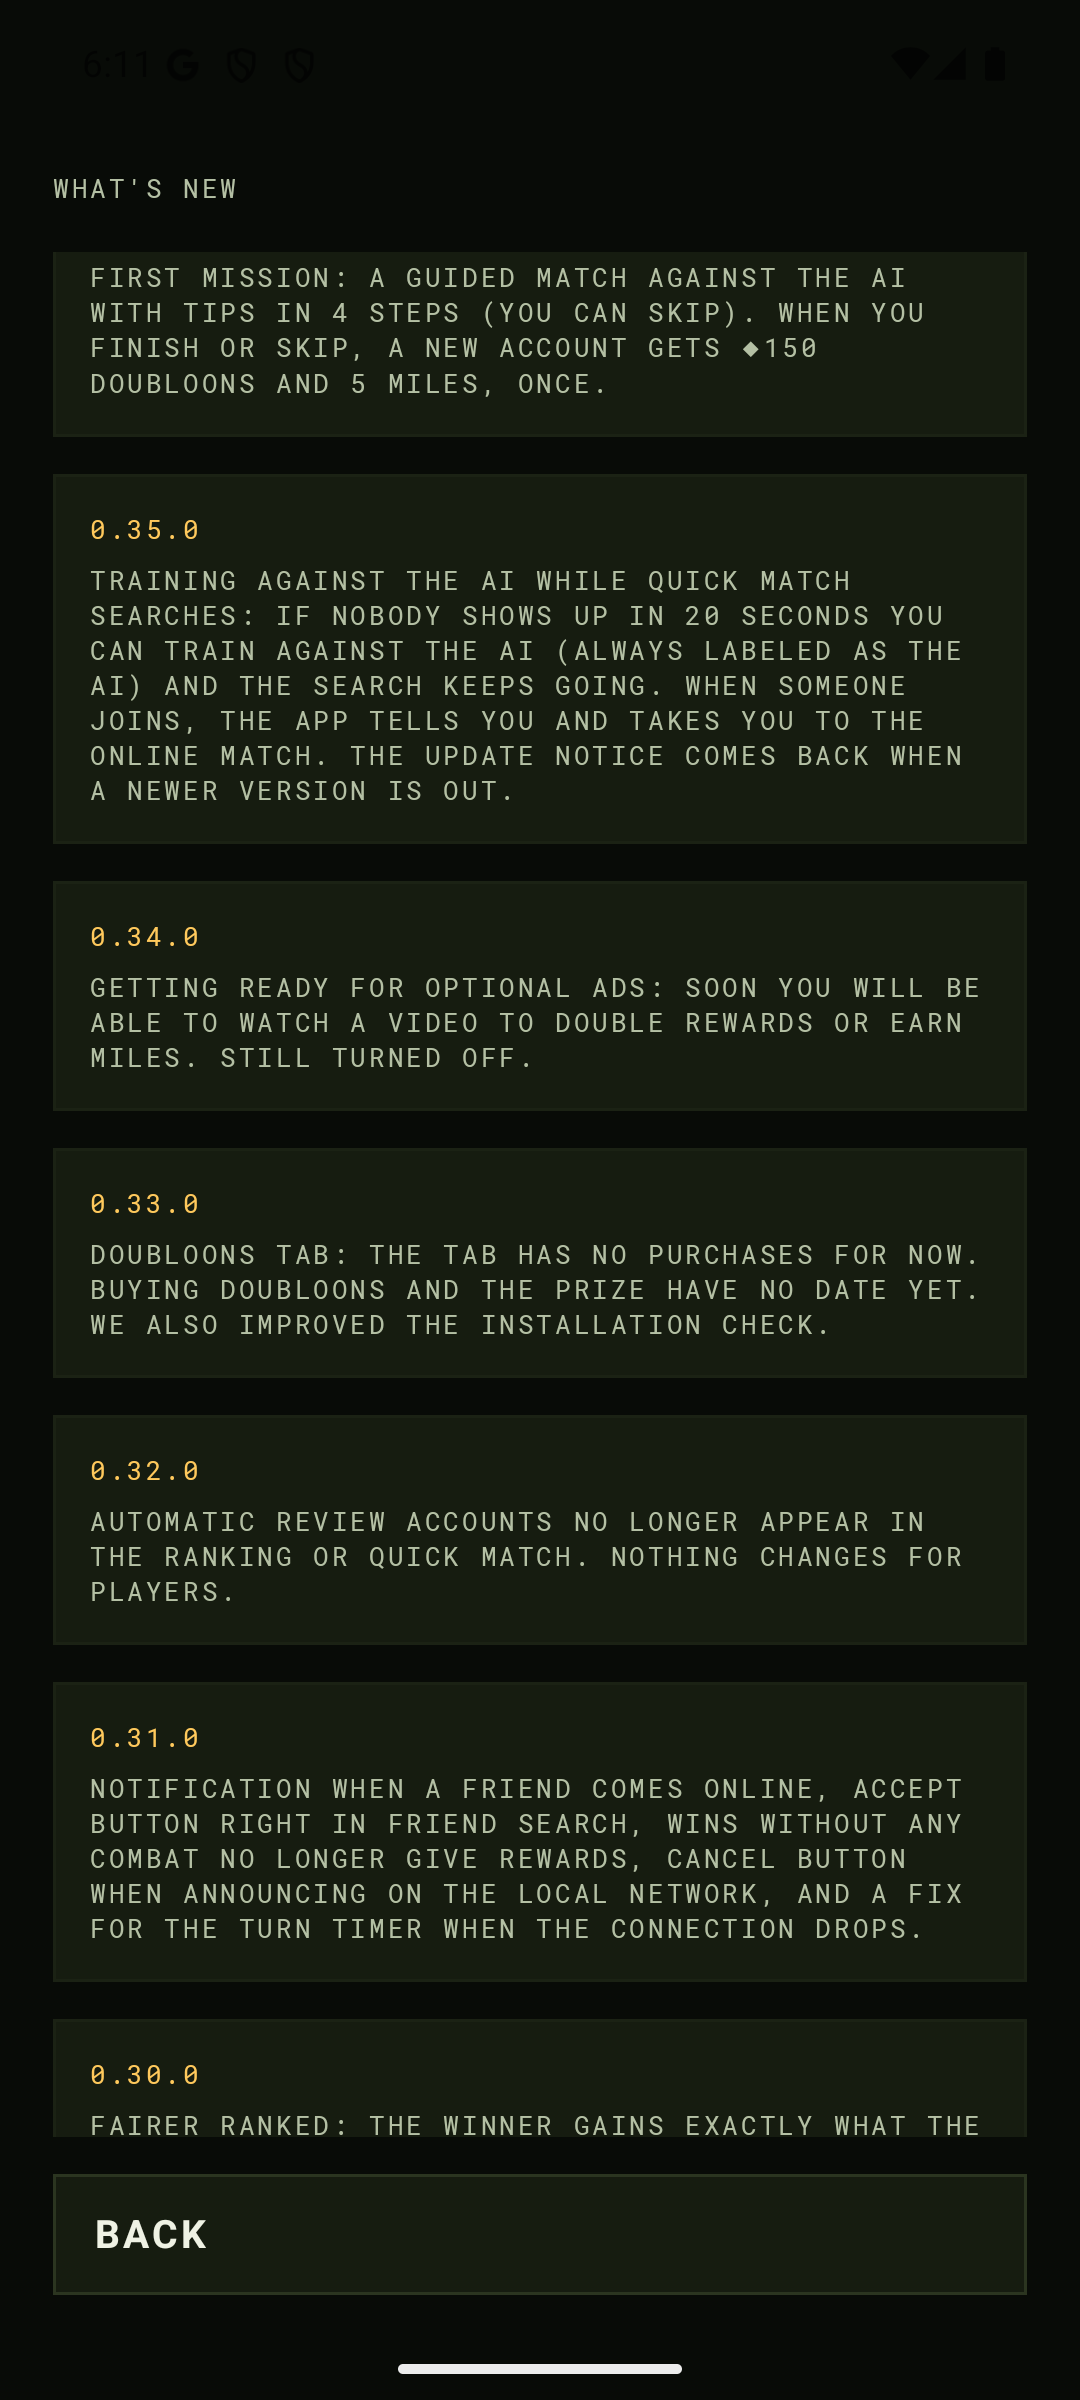 6:11
WHAT'S NEW
FIRST MISSION: A GUIDED MATCH AGAINST THE AI
WITH TIPS IN 4 STEPS (YOU CAN SKIP). WHEN YOU
FINISH OR SKIP, A NEW ACCOUNT GETS ◆150
DOUBLOONS AND 5 MILES, ONCE.
0.35.0
TRAINING AGAINST THE AI WHILE QUICK MATCH
SEARCHES: IF NOBODY SHOWS UP IN 20 SECONDS YOU
CAN TRAIN AGAINST THE AI (ALWAYS LABELED AS THE
AI) AND THE SEARCH KEEPS GOING. WHEN SOMEONE
JOINS, THE APP TELLS YOU AND TAKES YOU TO THE
ONLINE MATCH. THE UPDATE NOTICE COMES BACK WHEN
A NEWER VERSION IS OUT.
0.34.0
GETTING READY FOR OPTIONAL ADS: SOON YOU WILL BE
ABLE TO WATCH A VIDEO TO DOUBLE REWARDS OR EARN
MILES. STILL TURNED OFF.
0.33.0
DOUBLOONS TAB: THE TAB HAS NO PURCHASES FOR NOW.
BUYING DOUBLOONS AND THE PRIZE HAVE NO DATE YET.
WE ALSO IMPROVED THE INSTALLATION CHECK.
0.32.0
AUTOMATIC REVIEW ACCOUNTS NO LONGER APPEAR IN
THE RANKING OR QUICK MATCH. NOTHING CHANGES FOR
PLAYERS.
0.31.0
NOTIFICATION WHEN A FRIEND COMES ONLINE, ACCEPT
BUTTON RIGHT IN FRIEND SEARCH, WINS WITHOUT ANY
COMBAT NO LONGER GIVE REWARDS, CANCEL BUTTON
WHEN ANNOUNCING ON THE LOCAL NETWORK, AND A FIX
FOR THE TURN TIMER WHEN THE CONNECTION DROPS.
0.30.0
FAIRER RANKED: THE WINNER GAINS EXACTLY WHAT THE
BACK